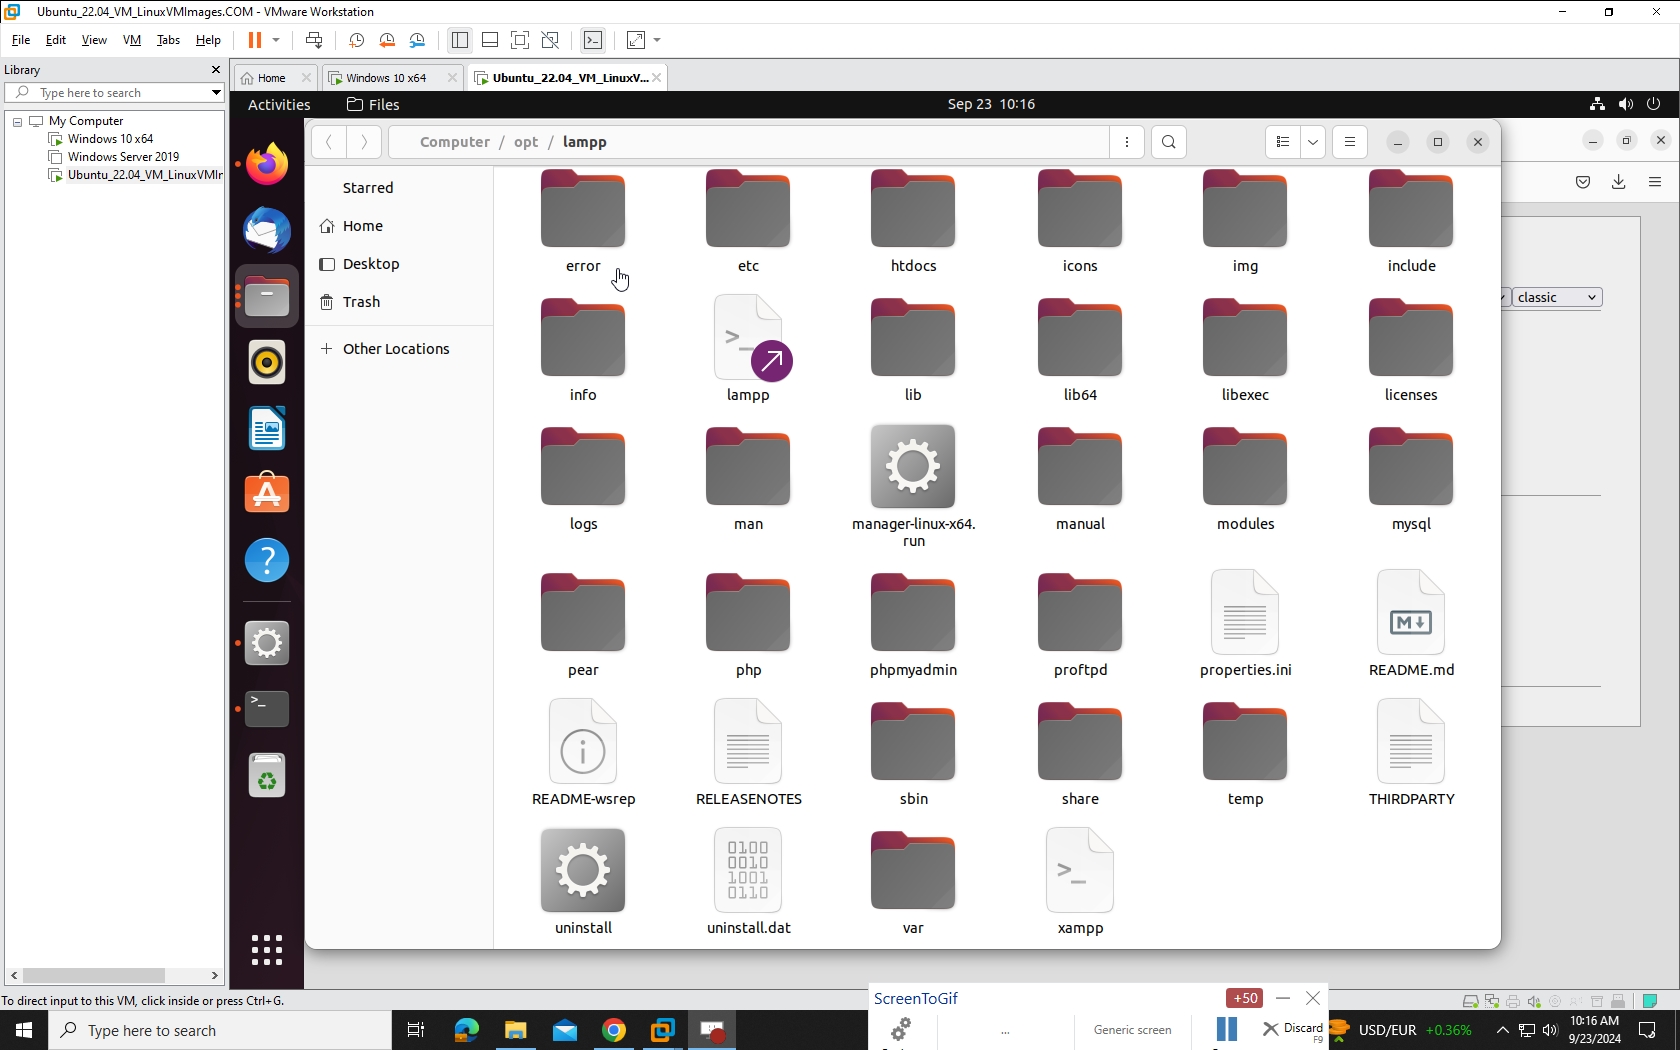 Ubuntu_22.04_VM_LinuxVMImages.COM - VMware Workstation
File Edit View VM Tabs Help
Library
Type here to search
My Computer
Windows 10 x64
Windows Server 2019
Ubuntu_22.04_VM_LinuxVMIr
Home
Windows 10 x64
Ubuntu_22.04_VM_LinuxV...
Activities
Files
Sep 23 10:16
Computer / opt / lampp
Starred
Home
Desktop
Trash
Other Locations
classic
error
etc
htdocs
icons
img
include
info
lampp
lib
lib64
libexec
licenses
logs
man
manager-linux-x64.
run
manual
modules
mysql
pear
php
phpmyadmin
proftpd
properties.ini
README.md
README-wsrep
RELEASENOTES
sbin
share
temp
THIRDPARTY
uninstall
uninstall.dat
var
xampp
To direct input to this VM, click inside or press Ctrl+G.
ScreenToGif
+50
...
Generic screen
Discard
F9
Type here to search
USD/EUR +0.36%
10:16 AM
9/23/2024